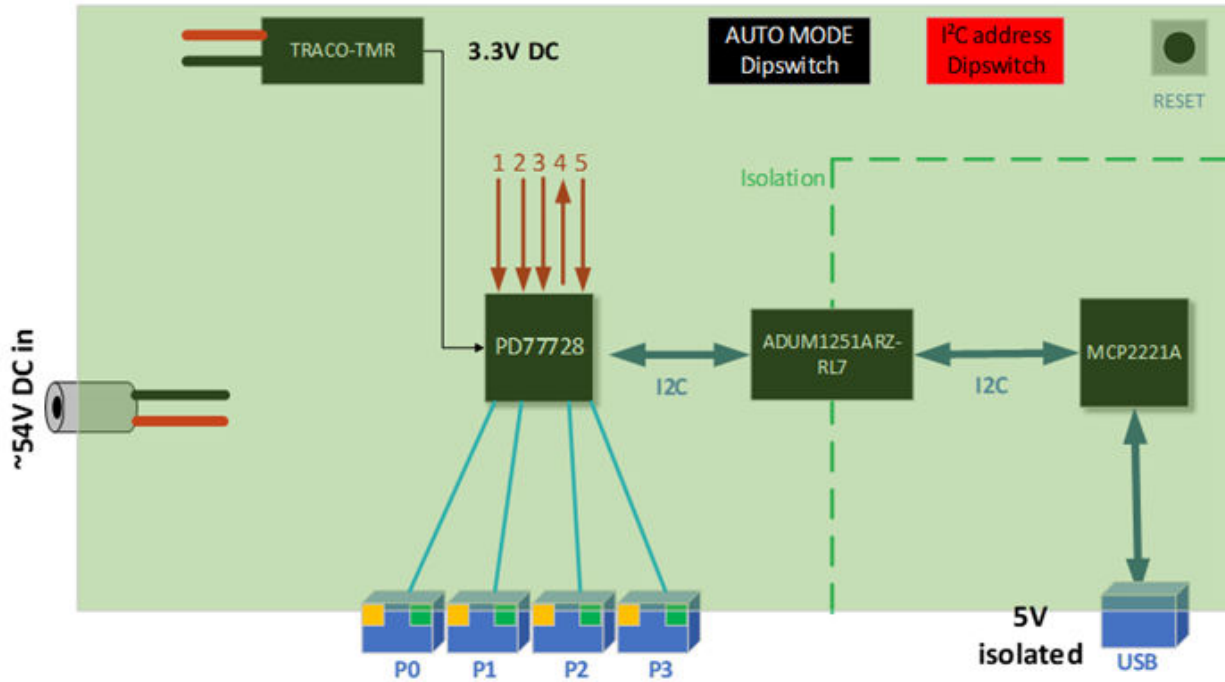 TRACO-TMR
3.3V DC
AUTO MODE
Dipswitch
I²C address
Dipswitch
RESET
1 2 3 4 5
Isolation
PD77728
I2C
ADUM1251ARZ-
RL7
I2C
MCP2221A
~54V DC in
P0
P1
P2
P3
5V
isolated
USB